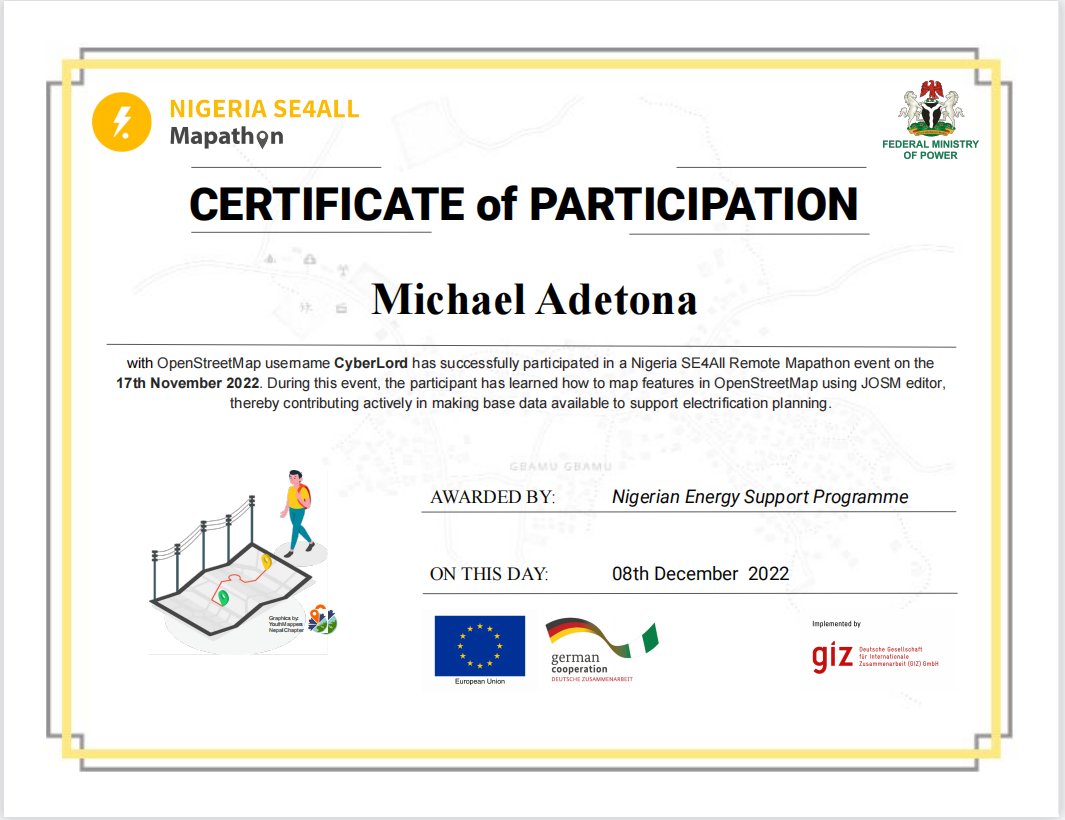 NIGERIA SE4ALL
Mapathon
FEDERAL MINISTRY
OF POWER
CERTIFICATE of PARTICIPATION
Michael Adetona
with OpenStreetMap username CyberLord has successfully participated in a Nigeria SE4All Remote Mapathon event on the
17th November 2022. During this event, the participant has learned how to map features in OpenStreetMap using JOSM editor,
thereby contributing actively in making base data available to support electrification planning.
GBAMU GBAMU
AWARDED BY: Nigerian Energy Support Programme
ON THIS DAY: 08th December 2022
Graphics by:
YouthMappes
Nepal Chapter
European Union
german
cooperation
DEUTSCHE ZUSAMMENARBEIT
Implemented by
giz Deutsche Gesellschaft
für Internationale
Zusammenarbeit (GIZ) GmbH